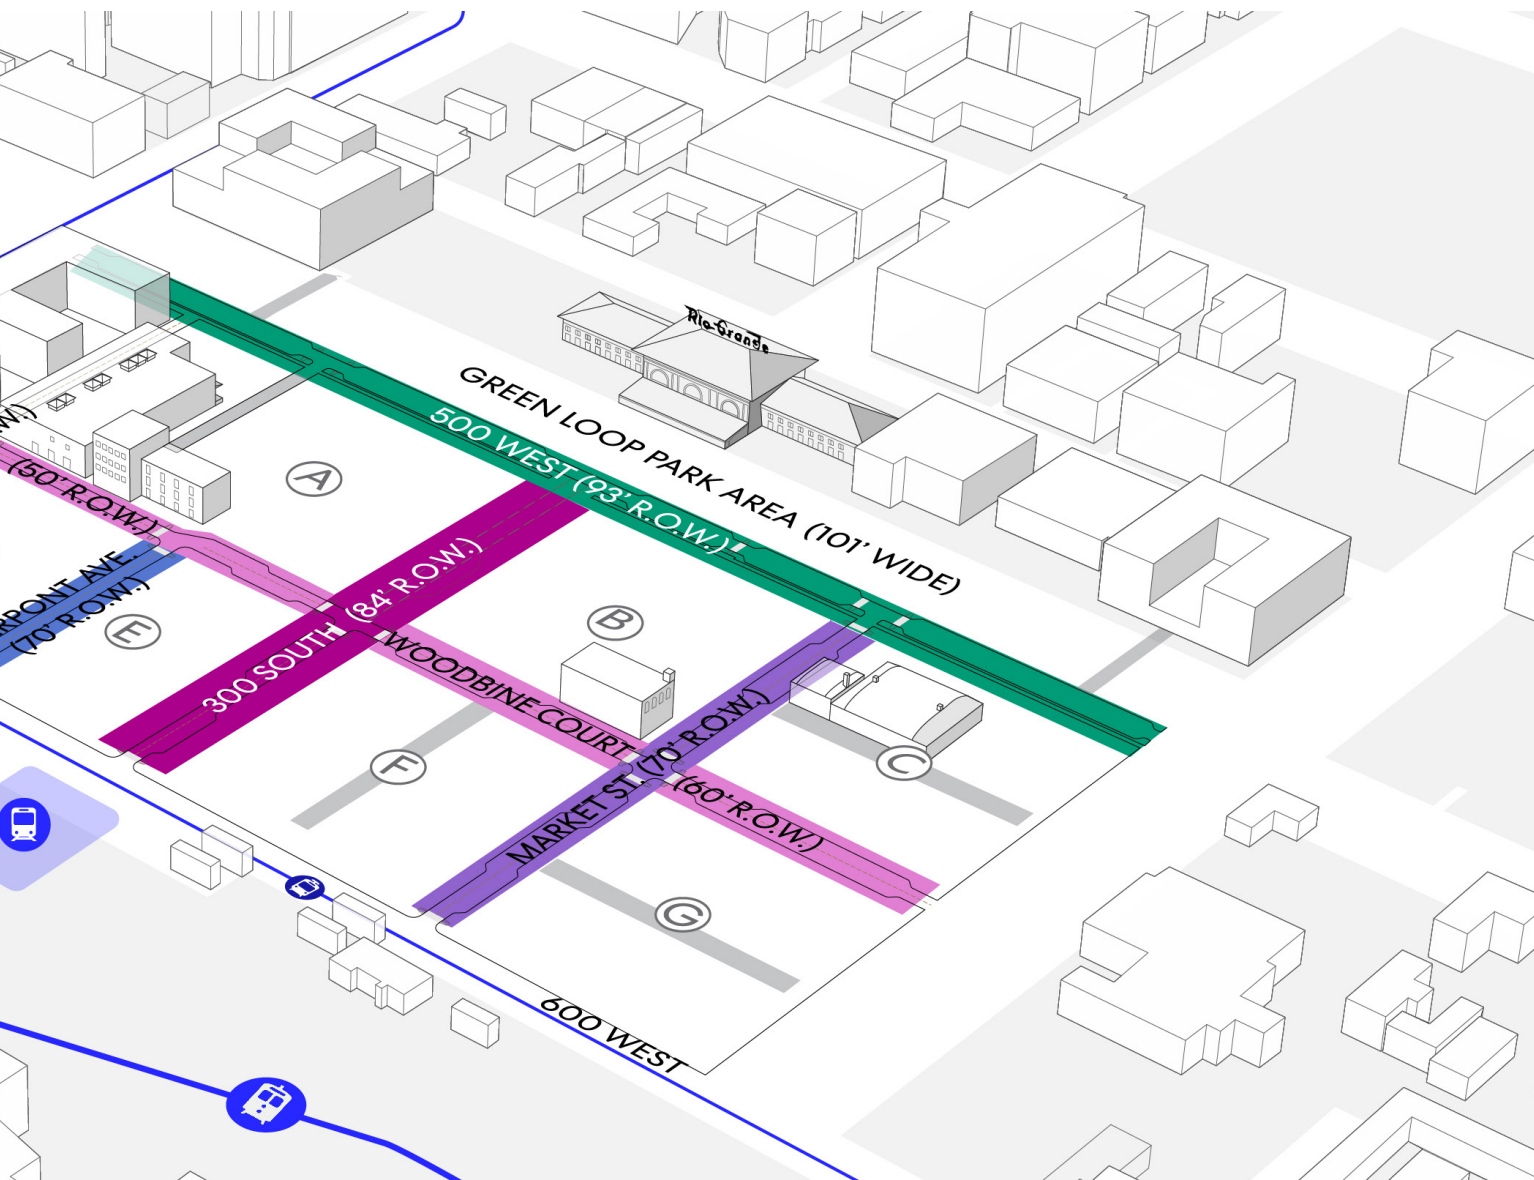 Rio Grande
GREEN LOOP PARK AREA (101' WIDE)
500 WEST (93' R.O.W.)
W.)
(50' R.O.W.)
A
300 SOUTH (84' R.O.W.)
RPONT AVE.
(70' R.O.W.)
E
B
WOODBINE COURT
(60' R.O.W.)
MARKET ST. (70' R.O.W.)
F
C
G
600 WEST